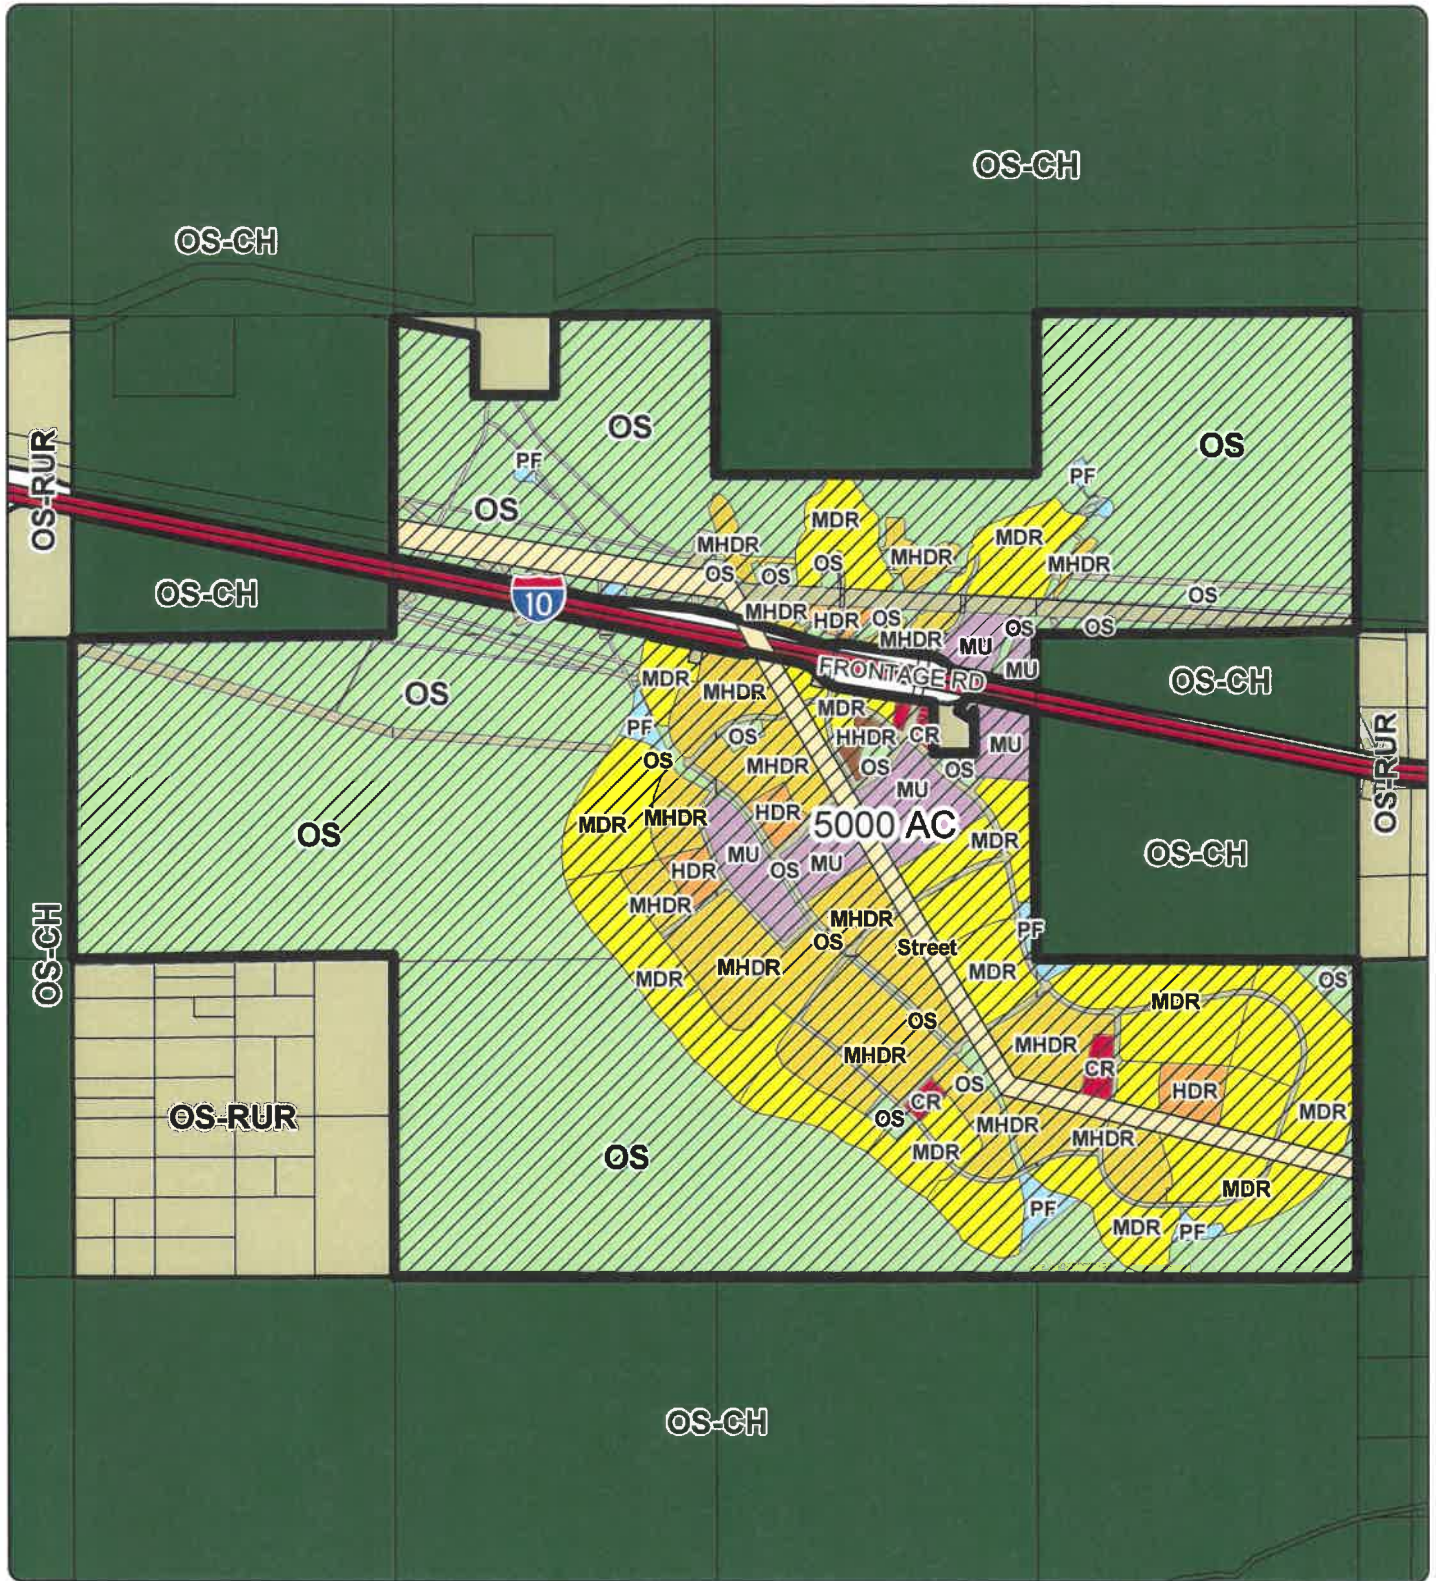 OS-CH
OS-CH
OS
OS
PF
PF
OS-RUR
OS
MDR
MDR
MHDR
MHDR
MHDR
OS
OS
OS
OS-CH
OS
10
MHDR
HDR
OS
MHDR
OS
OS
MU
MU
FRONTAGE RD
OS-CH
MDR
MHDR
OS
MDR
PF
OS
HHDR
CR
MU
OS-RUR
OS
MHDR
OS
OS
MU
HDR
5000 AC
MDR
MHDR
OS
MDR
MU
MU
OS-CH
HDR
OS
MHDR
MHDR
OS
Street
PF
OS-CH
MHDR
MDR
MDR
OS
MDR
OS
MHDR
MHDR
CR
OS
HDR
CR
OS
MHDR
MDR
OS-RUR
MHDR
MDR
OS
MDR
PF
MDR
PF
OS-CH